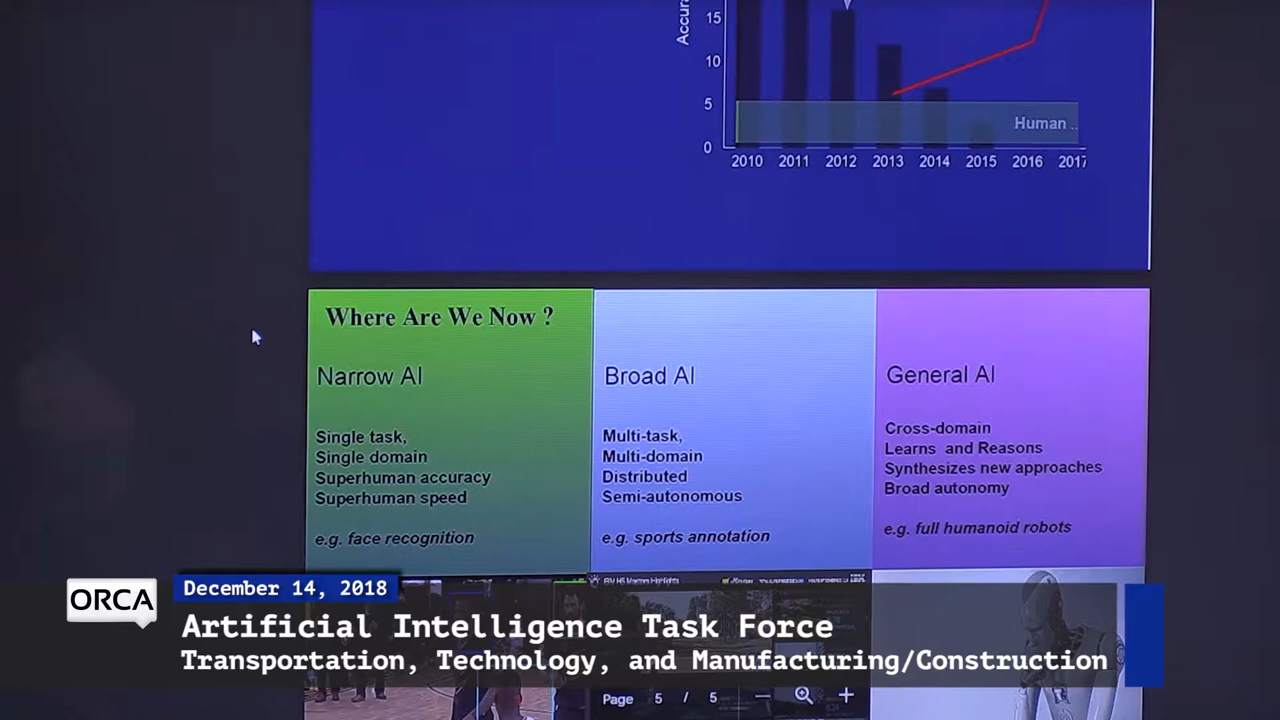 Accura
15
10
5
0
Human ..
2010 2011 2012 2013 2014 2015 2016 2017
Where Are We Now ?
Narrow AI
Single task,
Single domain
Superhuman accuracy
Superhuman speed
e.g. face recognition
Broad AI
Multi-task,
Multi-domain
Distributed
Semi-autonomous
e.g. sports annotation
General AI
Cross-domain
Learns and Reasons
Synthesizes new approaches
Broad autonomy
e.g. full humanoid robots
ORCA
December 14, 2018
Artificial Intelligence Task Force
Transportation, Technology, and Manufacturing/Construction
Page 5 / 5